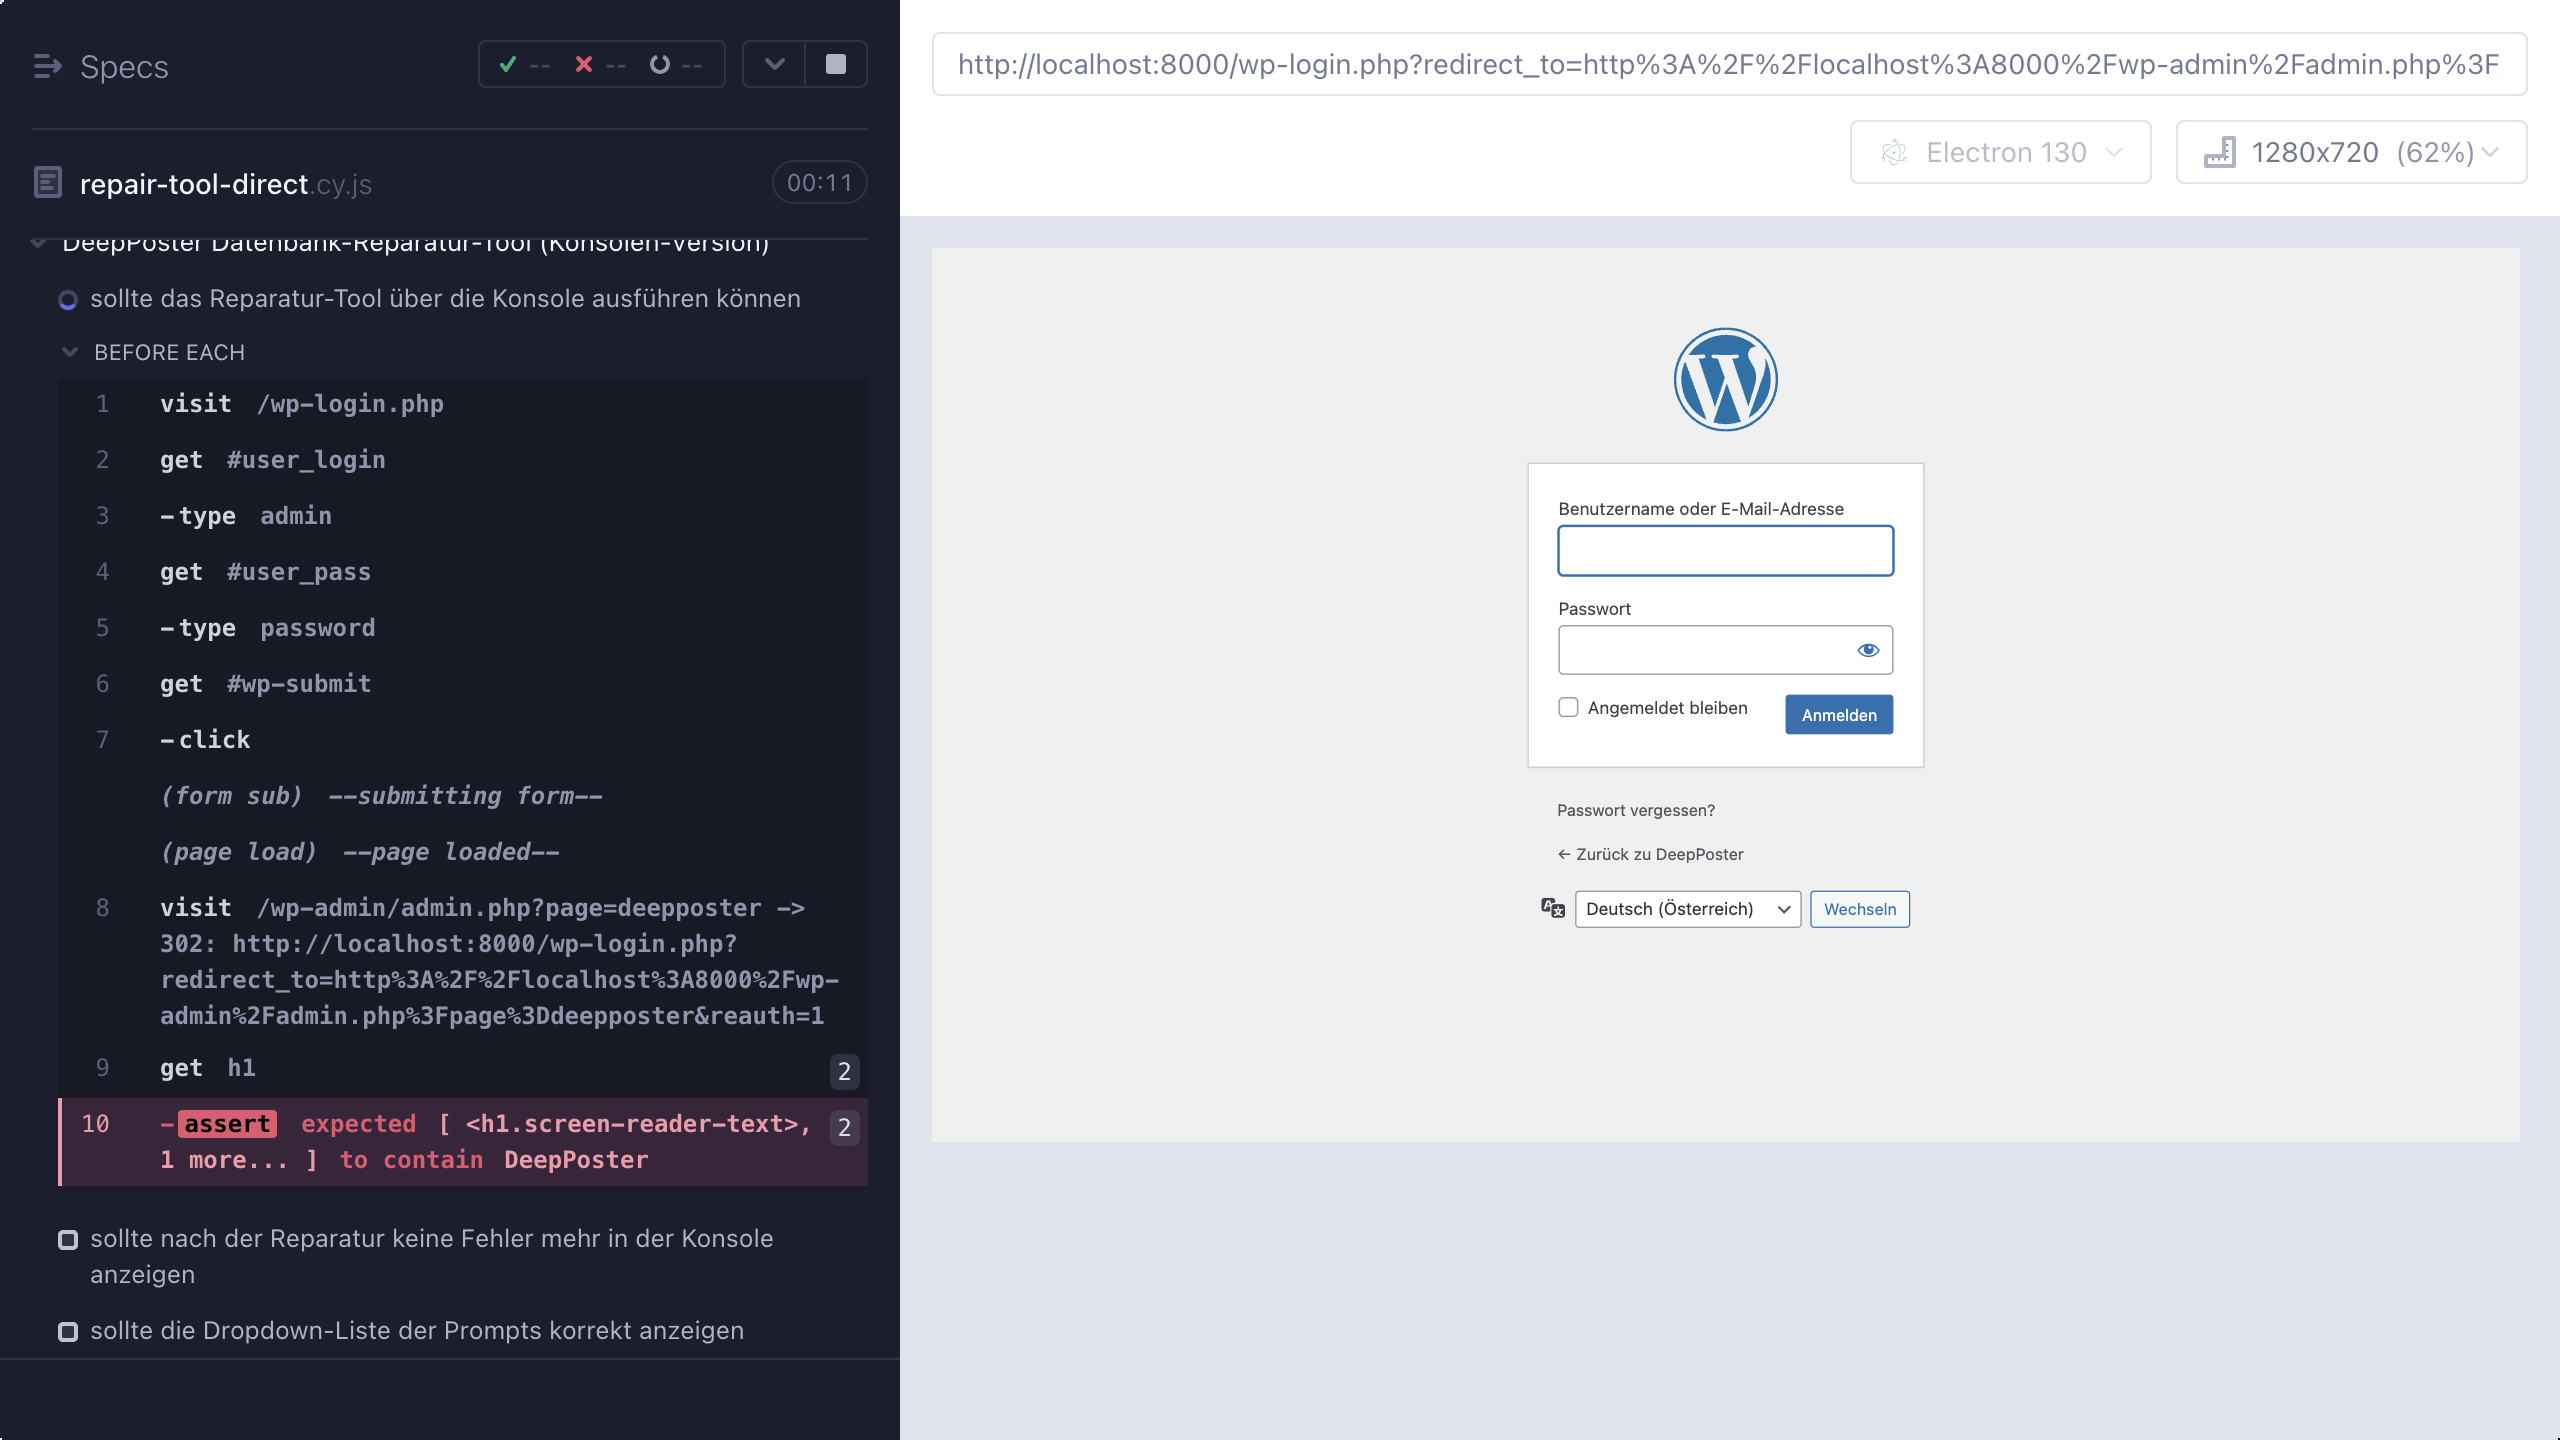 Specs
-- -- --
repair-tool-direct.cy.js 00:11
DeepPoster Datenbank-Reparatur-Tool (Konsolen-Version)
sollte das Reparatur-Tool über die Konsole ausführen können
BEFORE EACH
1 visit /wp-login.php
2 get #user_login
3 -type admin
4 get #user_pass
5 -type password
6 get #wp-submit
7 -click
(form sub) --submitting form--
(page load) --page loaded--
8 visit /wp-admin/admin.php?page=deepposter ->
302: http://localhost:8000/wp-login.php?
redirect_to=http%3A%2F%2Flocalhost%3A8000%2Fwp-
admin%2Fadmin.php%3Fpage%3Ddeepposter&reauth=1
9 get h1 2
10 -assert expected [ <h1.screen-reader-text>, 2
1 more... ] to contain DeepPoster
sollte nach der Reparatur keine Fehler mehr in der Konsole
anzeigen
sollte die Dropdown-Liste der Prompts korrekt anzeigen
http://localhost:8000/wp-login.php?redirect_to=http%3A%2F%2Flocalhost%3A8000%2Fwp-admin%2Fadmin.php%3F
Electron 130
1280x720 (62%)
Benutzername oder E-Mail-Adresse
Passwort
Angemeldet bleiben
Anmelden
Passwort vergessen?
← Zurück zu DeepPoster
Deutsch (Österreich)
Wechseln